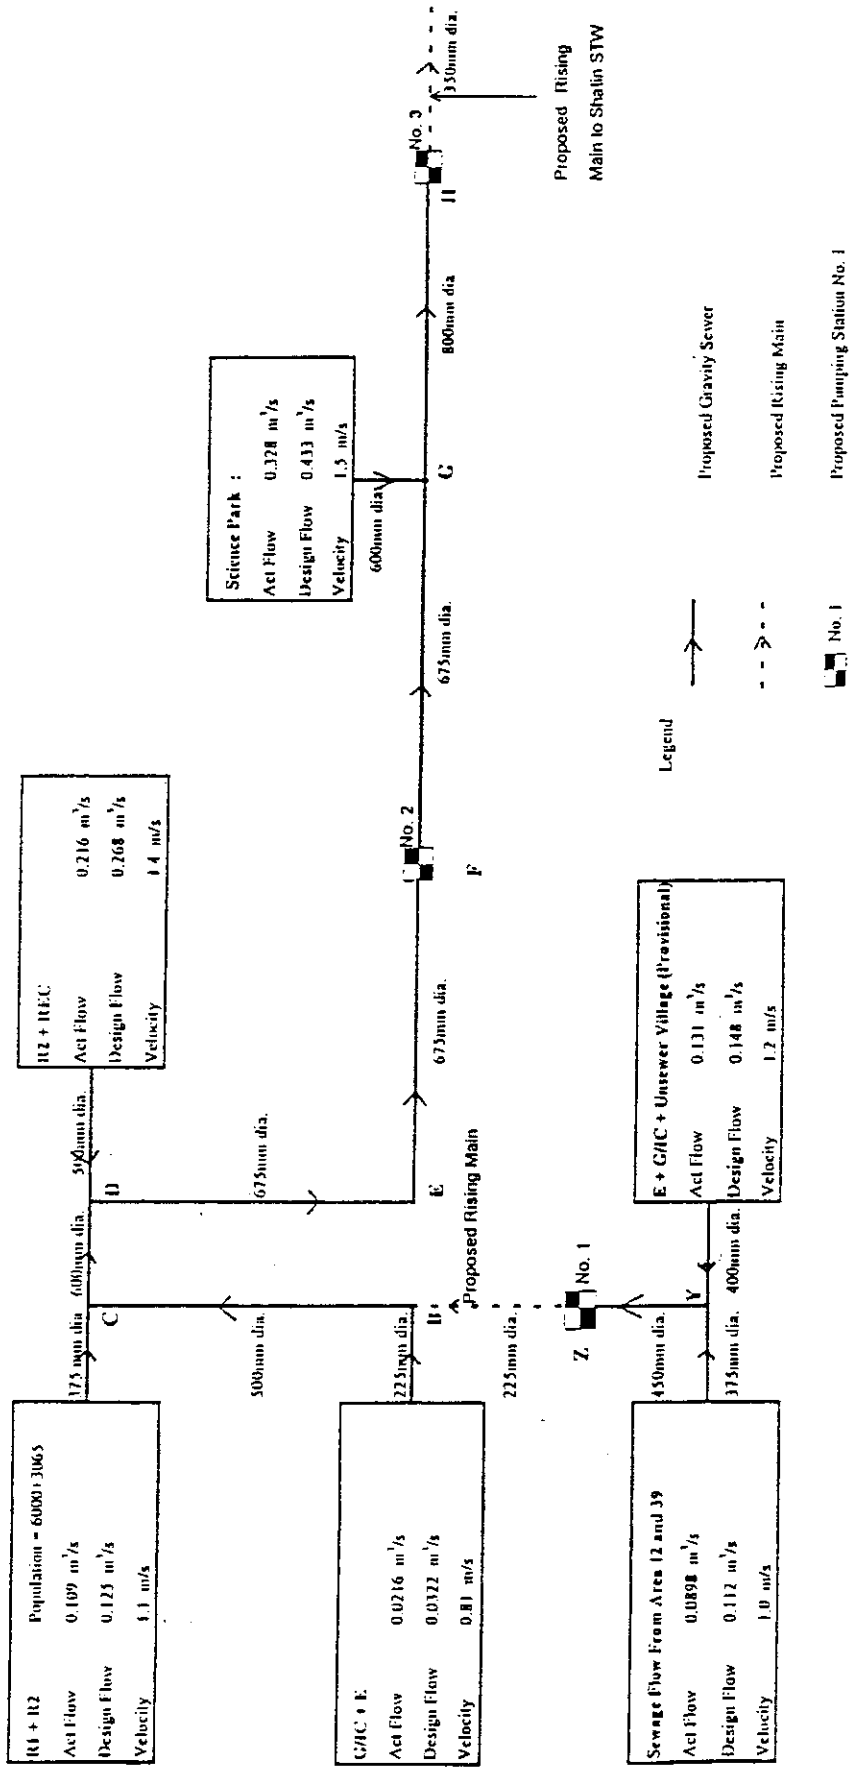 R1 + R2 Population = 6000+3065
Act Flow 0.109 m³/s
Design Flow 0.125 m³/s
Velocity 1.1 m/s
375 mm dia
C
600mm dia.
R2 + REC
Act Flow 0.216 m³/s
Design Flow 0.268 m³/s
Velocity 1.4 m/s
500mm dia.
D
675mm dia.
G/IC + E
Act Flow 0.0216 m³/s
Design Flow 0.0322 m³/s
Velocity 0.81 m/s
225mm dia.
500mm dia.
B
Proposed Rising Main
225mm dia.
E
675mm dia.
No. 2
F
675mm dia.
Science Park :
Act Flow 0.328 m³/s
Design Flow 0.433 m³/s
Velocity 1.5 m/s
600mm dia
G
800mm dia
H
No. 3
350mm dia.
Proposed Rising
Main to Shatin STW
Sewage Flow From Area 12 and 39
Act Flow 0.0898 m³/s
Design Flow 0.112 m³/s
Velocity 1.0 m/s
450mm dia.
375mm dia.
Z
No. 1
Y
400mm dia.
E + G/IC + Unsewer Village (Provisional)
Act Flow 0.131 m³/s
Design Flow 0.148 m³/s
Velocity 1.2 m/s
Legend
Proposed Gravity Sewer
Proposed Rising Main
No. 1 Proposed Pumping Station No. 1